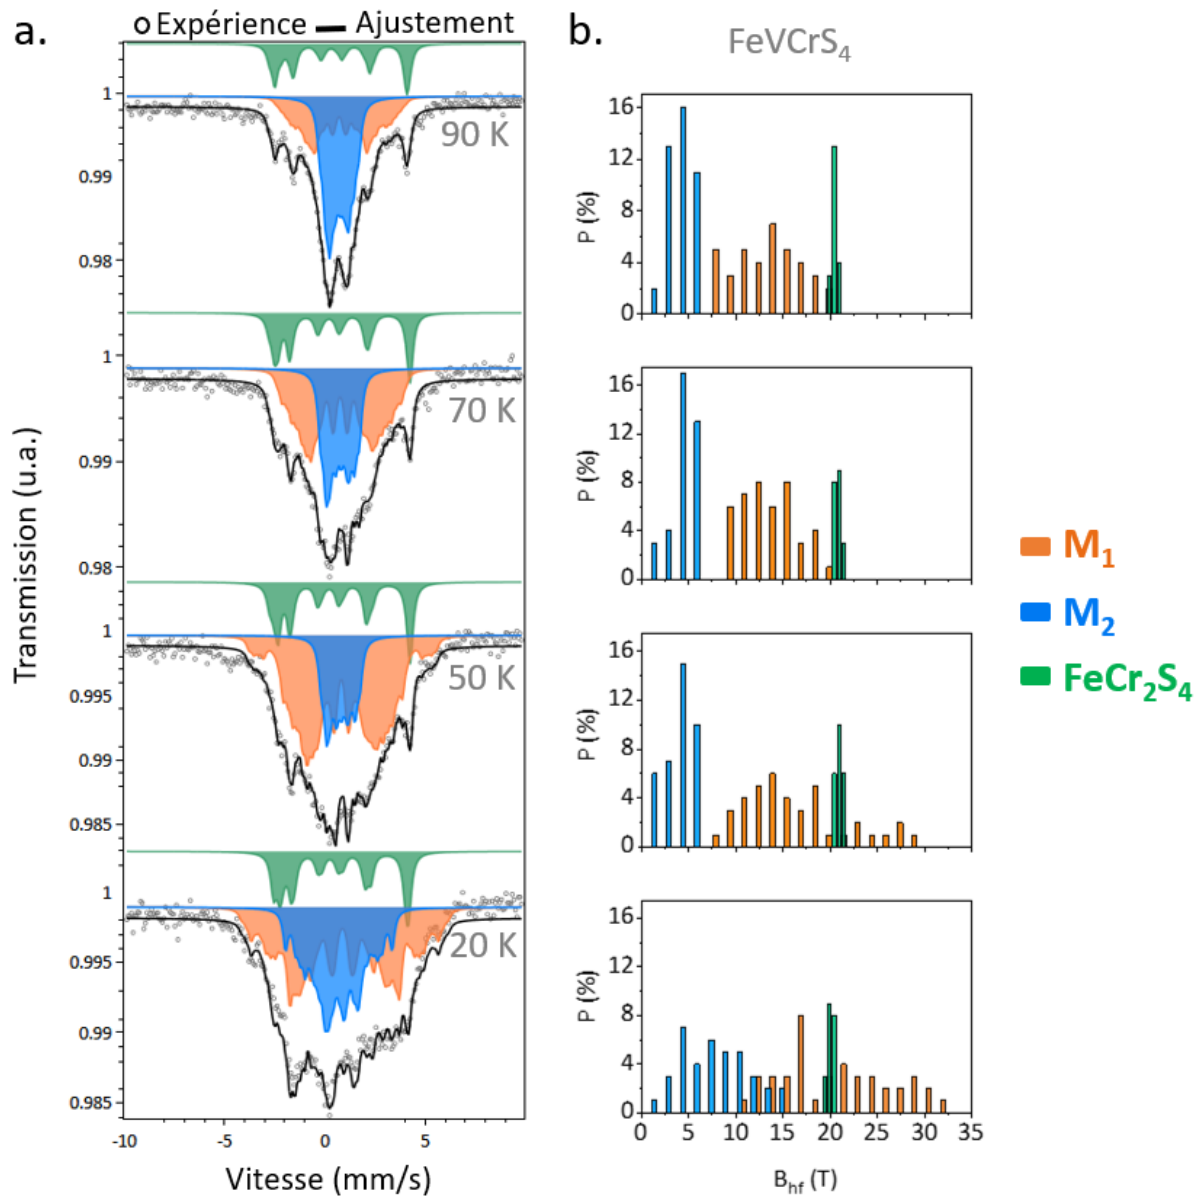 a.
Expérience Ajustement
b.
FeVCrS4
Transmission (u.a.)
1
0.99
0.98
90 K
1
0.99
0.98
70 K
1
0.995
0.99
0.985
50 K
1
0.995
0.99
0.985
20 K
-10 -5 0 5
Vitesse (mm/s)
P (%)
16
12
8
4
0
P (%)
16
12
8
4
0
P (%)
16
12
8
4
0
P (%)
16
12
8
4
0
0 5 10 15 20 25 30 35
Bhf (T)
M1
M2
FeCr2S4